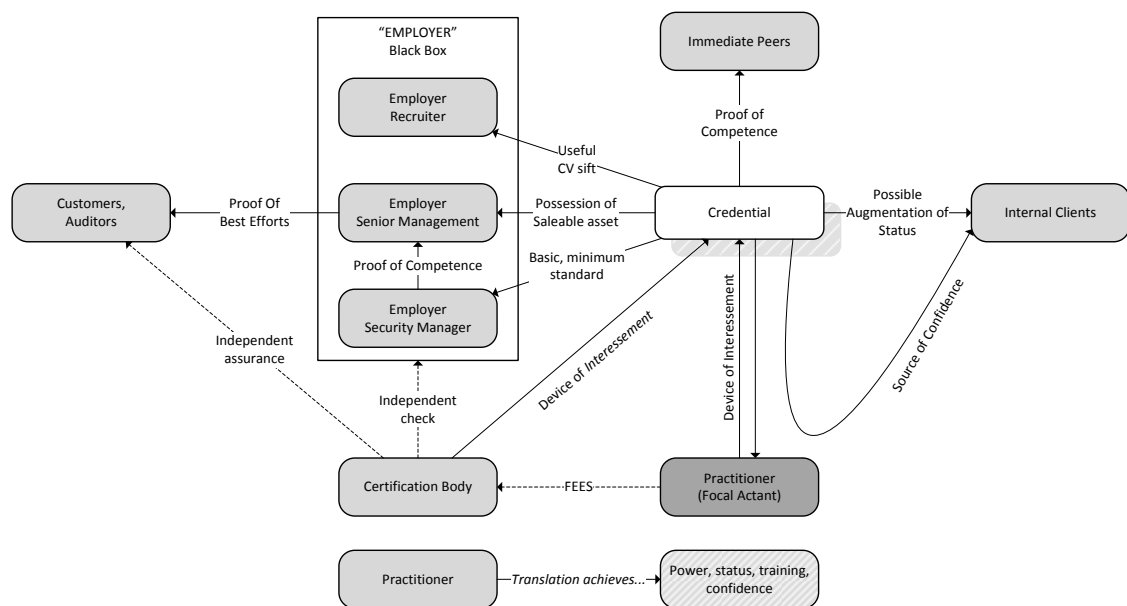 “EMPLOYER”
Black Box
Immediate Peers
Employer
Recruiter
Proof of
Competence
Useful
CV sift
Customers,
Auditors
Proof Of
Best Efforts
Employer
Senior Management
Possession of
Saleable asset
Credential
Possible
Augmentation of
Status
Internal Clients
Proof of Competence
Basic, minimum
standard
Employer
Security Manager
Independent
assurance
Device of Interessement
Device of Interessement
Source of Confidence
Independent
check
Certification Body
FEES
Practitioner
(Focal Actant)
Practitioner
Translation achieves...
Power, status, training,
confidence